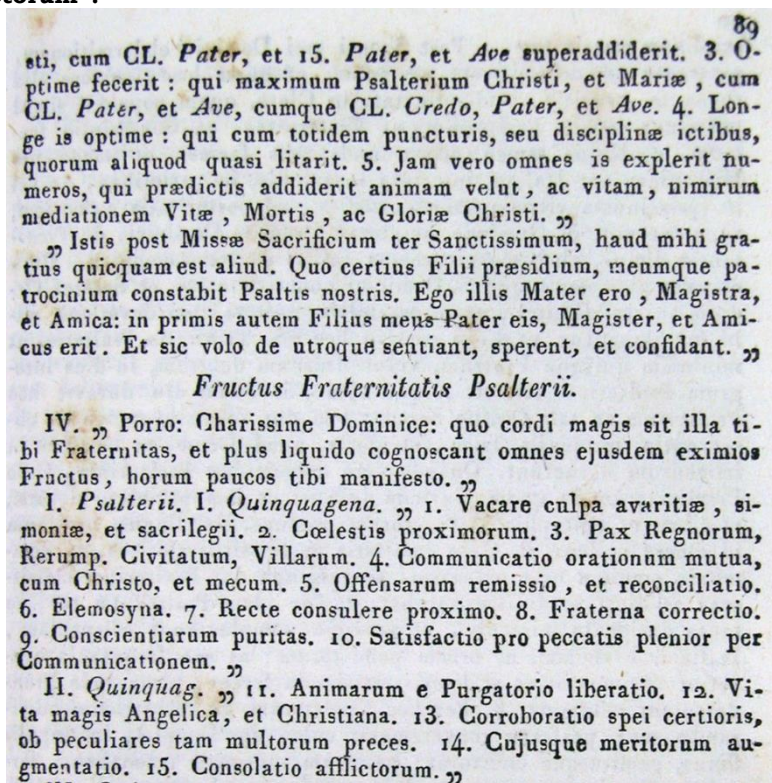 89
sti, cum CL. Pater, et 15. Pater, et Ave superaddiderit. 3. O-
ptime fecerit : qui maximum Psalterium Christi, et Mariæ , cum
CL. Pater, et Ave, cumque CL. Credo, Pater, et Ave. 4. Lon-
ge is optime : qui cum totidem puncturis, seu disciplinæ ictibus,
quorum aliquod quasi litarit. 5. Jam vero omnes is explerit nu-
meros, qui prædictis addiderit animam velut , ac vitam, nimirum
mediationem Vitæ , Mortis , ac Gloriæ Christi. „
„ Istis post Missæ Sacrificium ter Sanctissimum, haud mihi gra-
tius quicquam est aliud. Quo certius Filii præsidium, meumque pa-
trocinium constabit Psaltis nostris. Ego illis Mater ero , Magistra,
et Amica: in primis autem Filius meus Pater eis, Magister, et Ami-
cus erit. Et sic volo de utroque sentiant, sperent, et confidant. „
Fructus Fraternitatis Psalterii.
IV. „ Porro: Charissime Dominice: quo cordi magis sit illa ti-
bi Fraternitas, et plus liquido cognoscant omnes ejusdem eximios
Fructus , horum paucos tibi manifesto. „
I. Psalterii. I. Quinquagena. „ 1. Vacare culpa avaritiæ , si-
moniæ, et sacrilegii. 2. Cœlestis proximorum. 3. Pax Regnorum,
Rerump. Civitatum, Villarum. 4. Communicatio orationum mutua,
cum Christo, et mecum. 5. Offensarum remissio , et reconciliatio.
6. Elemosyna. 7. Recte consulere proximo. 8. Fraterna correctio.
9. Conscientiarum puritas. 10. Satisfactio pro peccatis plenior per
Communicationem. „
II. Quinquag. „ 11. Animarum e Purgatorio liberatio. 12. Vi-
ta magis Angelica, et Christiana. 13. Corroboratio spei certioris,
ob peculiares tam multorum preces. 14. Cujusque meritorum au-
gmentatio. 15. Consolatio afflictorum. „